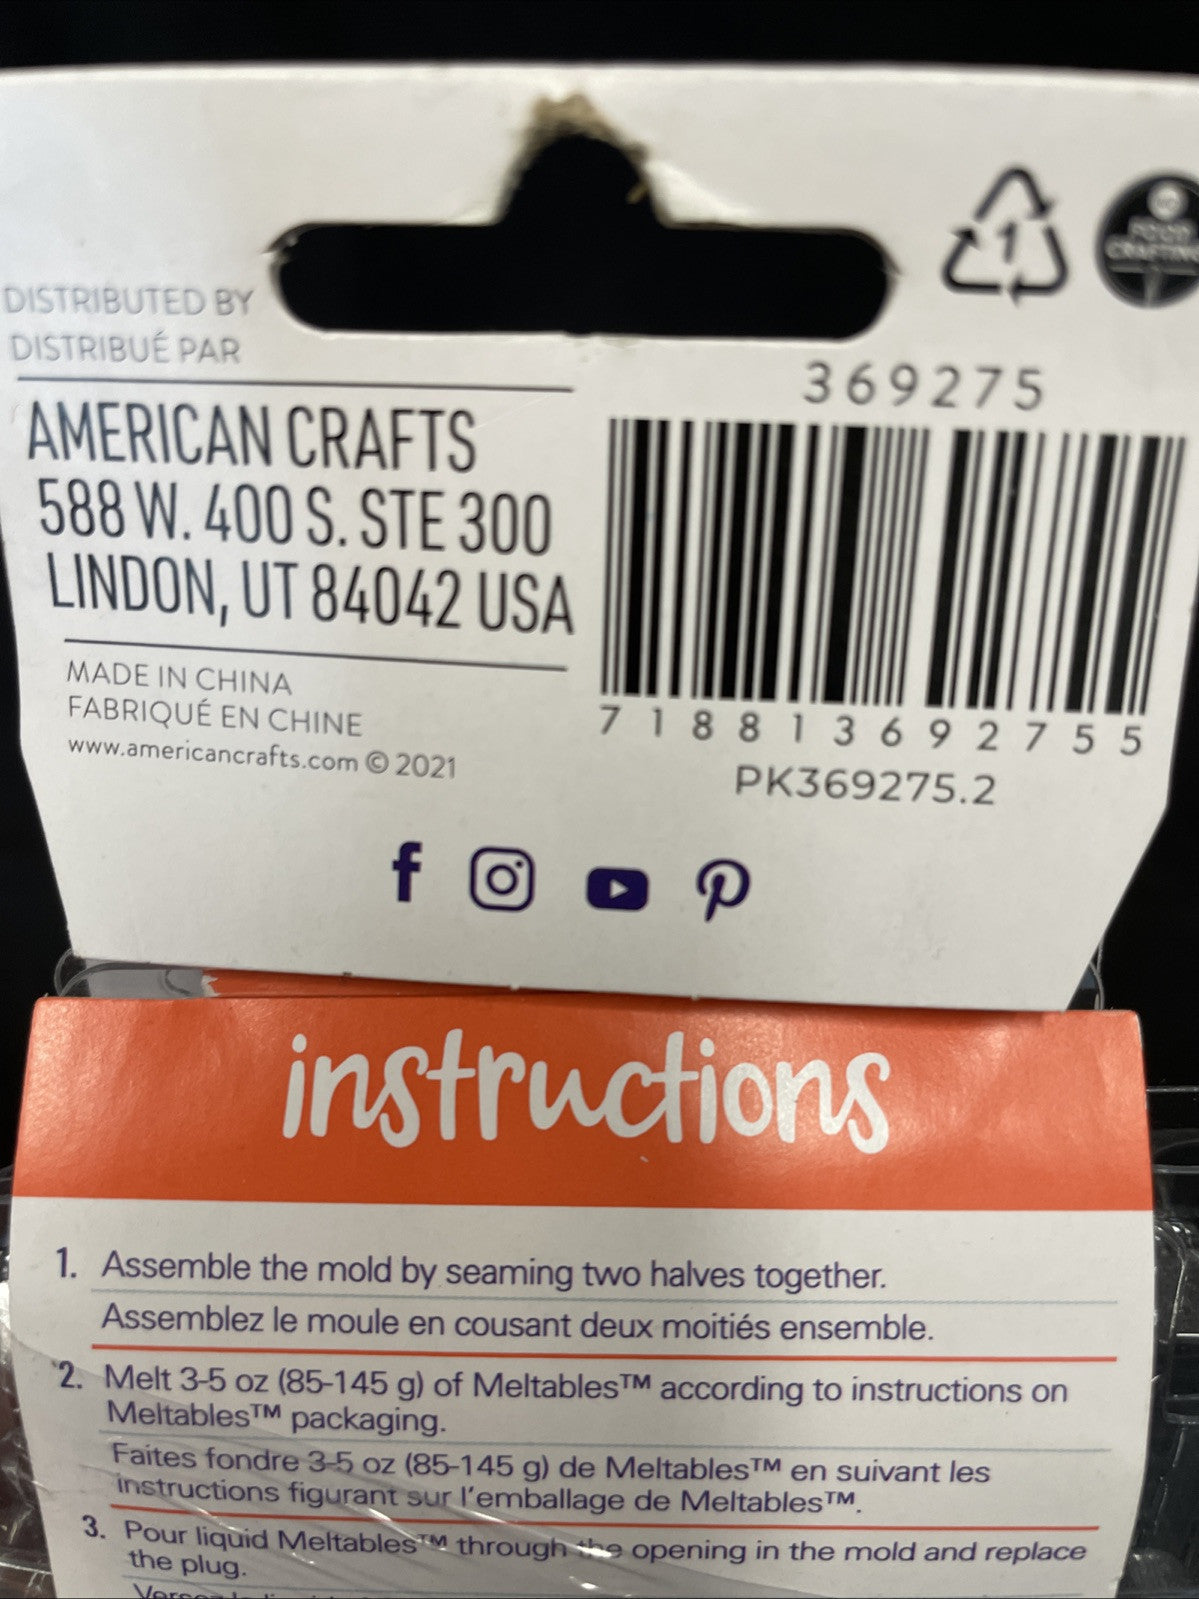 DISTRIBUTED BY
DISTRIBUÉ PAR
AMERICAN CRAFTS
588 W. 400 S. STE 300
LINDON, UT 84042 USA
MADE IN CHINA
FABRIQUÉ EN CHINE
www.americancrafts.com © 2021
1
NO
FOOD
CRAFTING
369275
7 18813 69275 5
PK369275.2
instructions
1. Assemble the mold by seaming two halves together.
Assemblez le moule en cousant deux moitiés ensemble.
2. Melt 3-5 oz (85-145 g) of Meltables™ according to instructions on
Meltables™ packaging.
Faites fondre 3-5 oz (85-145 g) de Meltables™ en suivant les
instructions figurant sur l'emballage de Meltables™.
3. Pour liquid Meltables™ through the opening in the mold and replace
the plug.